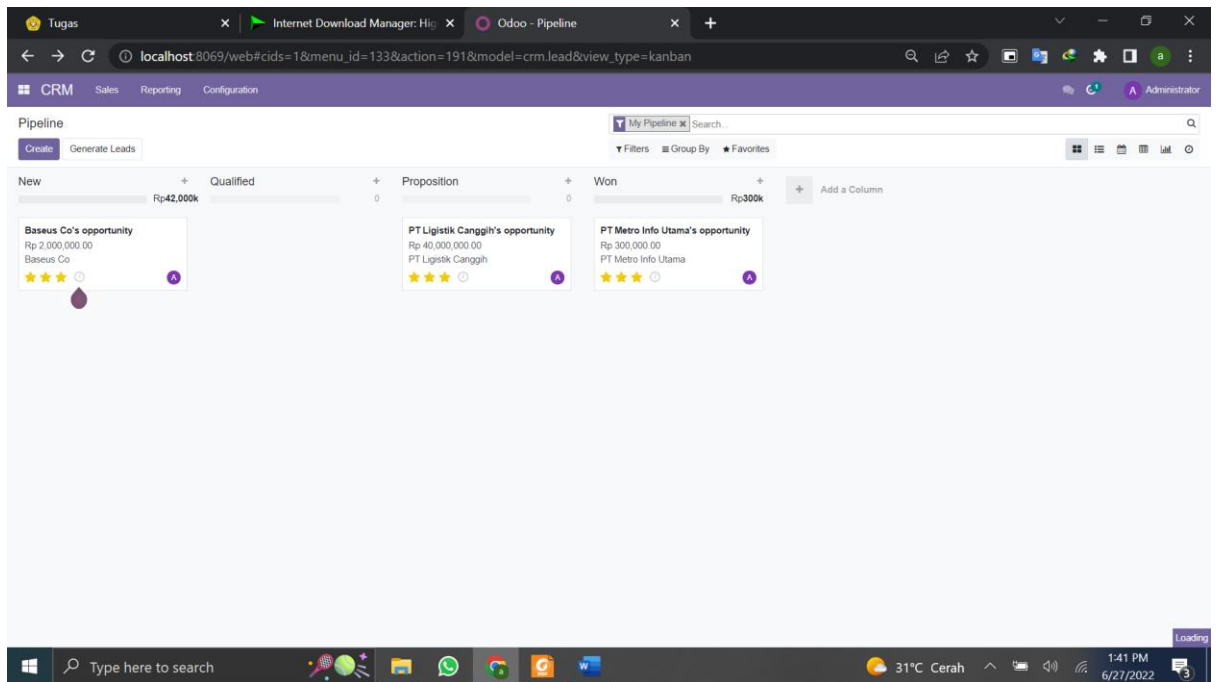 Tugas
Internet Download Manager: Hig
Odoo - Pipeline
localhost:8069/web#cids=1&menu_id=133&action=191&model=crm.lead&view_type=kanban
a
CRM Sales Reporting Configuration
1
A Administrator
Pipeline
My Pipeline Search...
Create Generate Leads
Filters Group By Favorites
New
Rp42,000k
Qualified
0
Proposition
0
Won
Rp300k
Add a Column
Baseus Co's opportunity
Rp 2,000,000.00
Baseus Co
A
PT Ligistik Canggih's opportunity
Rp 40,000,000.00
PT Ligistik Canggih
A
PT Metro Info Utama's opportunity
Rp 300,000.00
PT Metro Info Utama
A
Loading
Type here to search
31°C Cerah
1:41 PM
6/27/2022
3